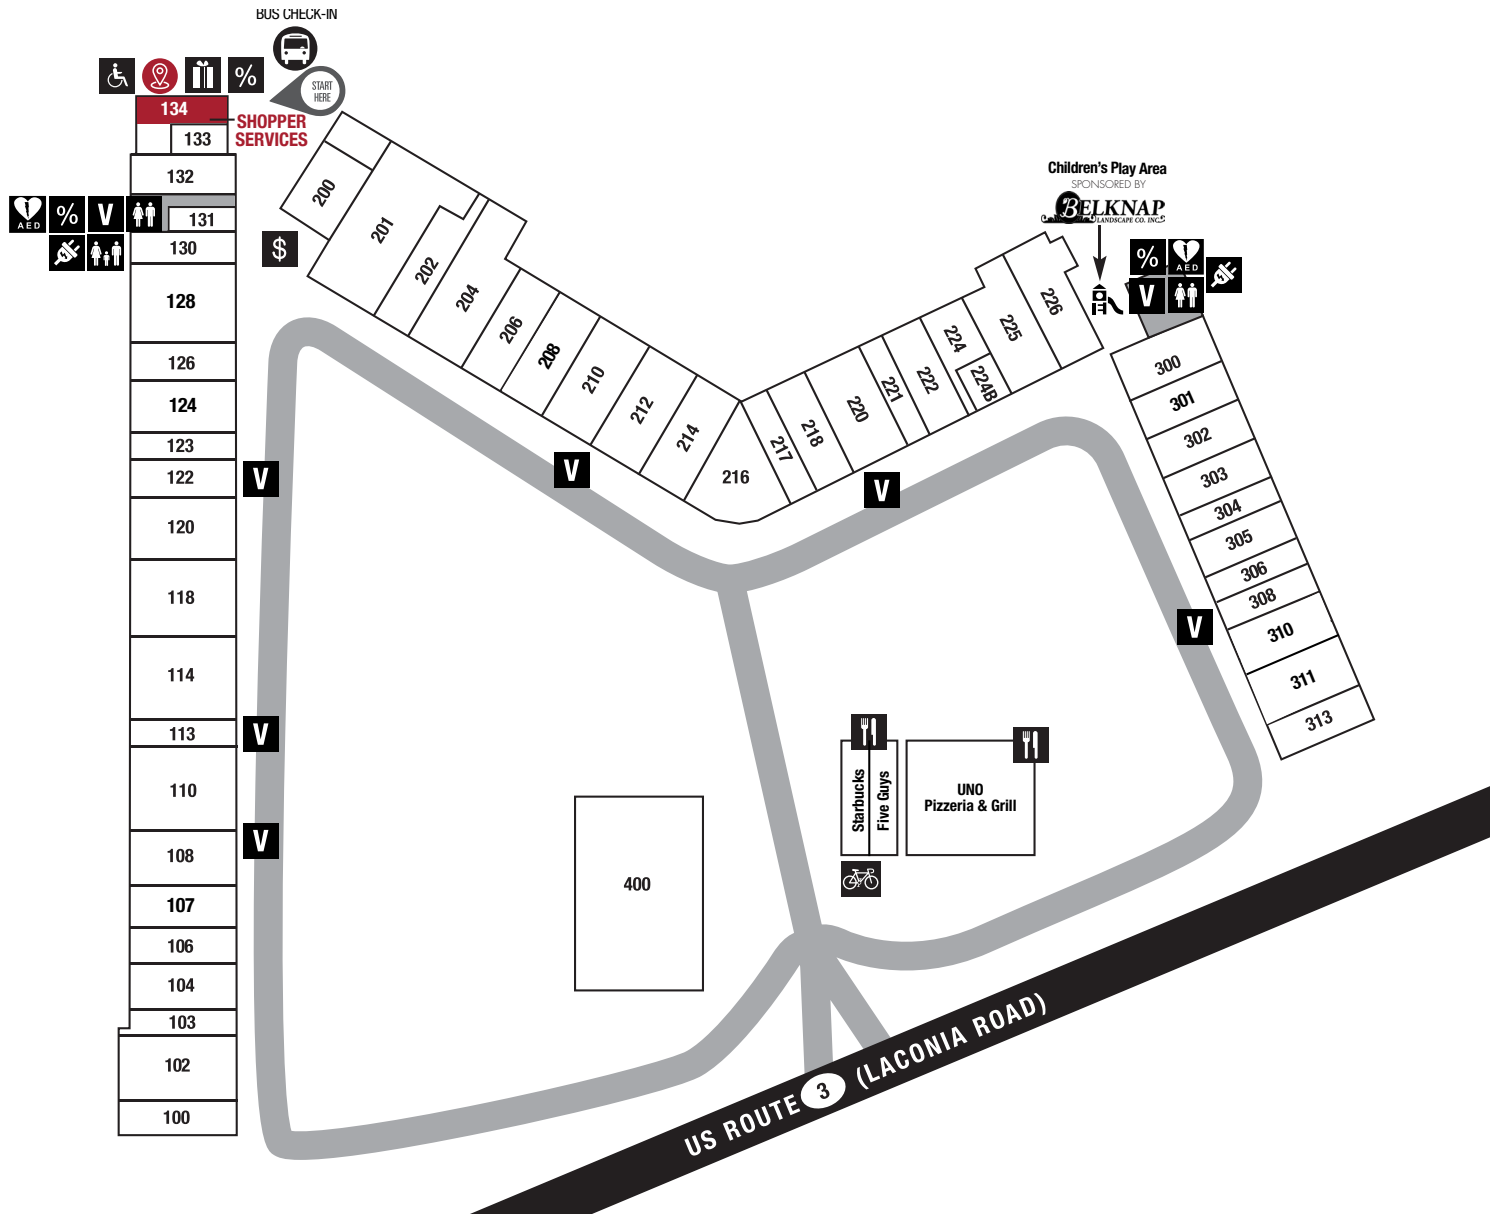 BUS CHECK-IN
START
HERE
%
134
SHOPPER
SERVICES
133
132
AED
%
V
131
130
128
126
124
123
122
V
120
118
114
113
V
110
108
V
107
106
104
103
102
100
$
200
201
202
204
206
208
210
212
214
216
V
217
218
220
221
222
224
224B
225
226
V
Children's Play Area
SPONSORED BY
BELKNAP
LANDSCAPE CO. INC.
%
AED
V
300
301
302
303
304
305
306
308
310
311
313
V
Starbucks
Five Guys
UNO
Pizzeria & Grill
400
US ROUTE 3 (LACONIA ROAD)